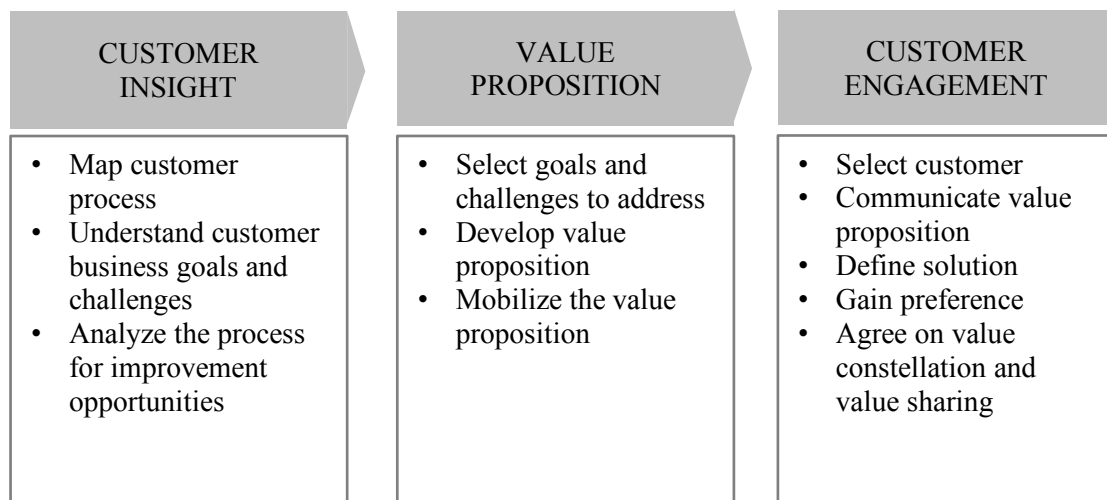 CUSTOMER
INSIGHT
• Map customer
process
• Understand customer
business goals and
challenges
• Analyze the process
for improvement
opportunities
VALUE
PROPOSITION
• Select goals and
challenges to address
• Develop value
proposition
• Mobilize the value
proposition
CUSTOMER
ENGAGEMENT
• Select customer
• Communicate value
proposition
• Define solution
• Gain preference
• Agree on value
constellation and
value sharing